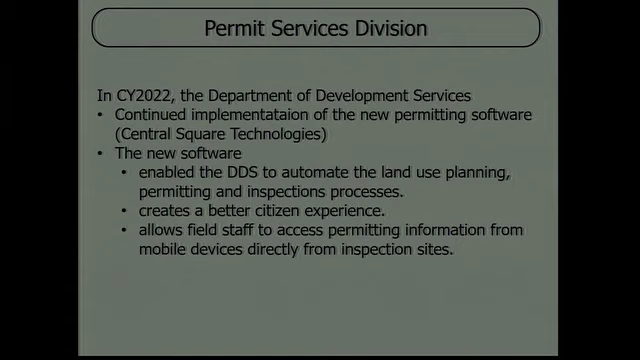 Permit Services Division
In CY2022, the Department of Development Services
• Continued implementataion of the new permitting software
(Central Square Technologies)
• The new software
• enabled the DDS to automate the land use planning,
permitting and inspections processes.
• creates a better citizen experience.
• allows field staff to access permitting information from
mobile devices directly from inspection sites.